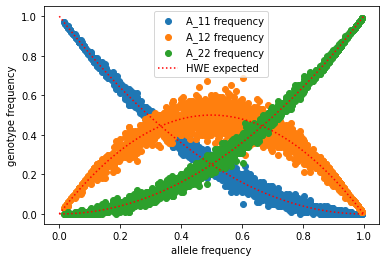 A_11 frequency
A_12 frequency
A_22 frequency
HWE expected
genotype frequency
1.0
0.8
0.6
0.4
0.2
0.0
0.0 0.2 0.4 0.6 0.8 1.0
allele frequency